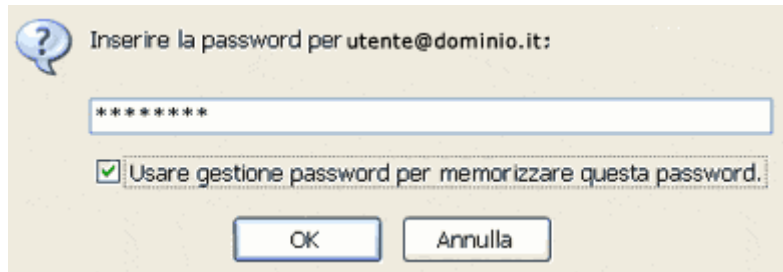 Inserire la password per utente@dominio.it:
********
Usare gestione password per memorizzare questa password.
OK Annulla